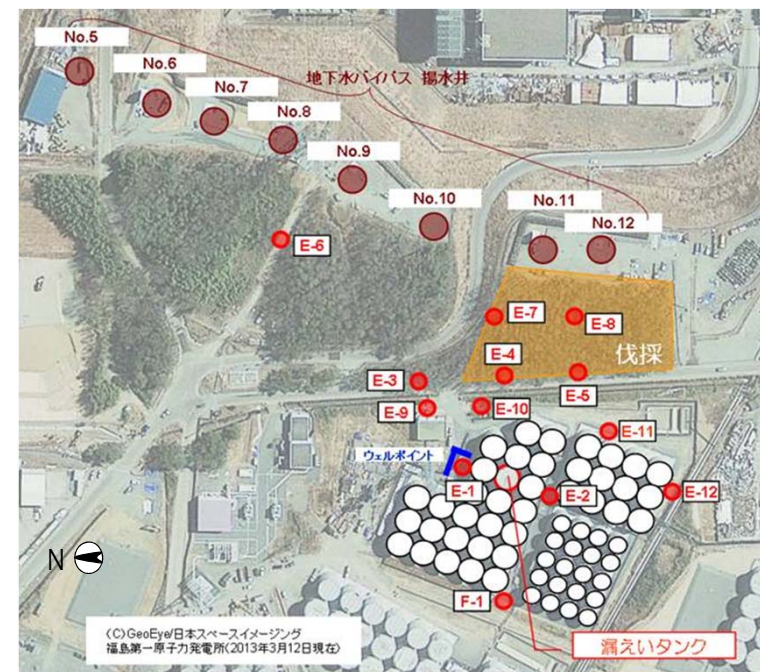 No.5
No.6
No.7
地下水バイパス 揚水井
No.8
No.9
No.10
No.11
No.12
E-6
E-7
E-8
伐採
E-4
E-3
E-5
E-9
E-10
E-11
ウェルポイント
E-1
E-2
E-12
N
F-1
(C)GeoEye/日本スペースイメージング
福島第一原子力発電所(2013年3月12日現在)
漏えいタンク